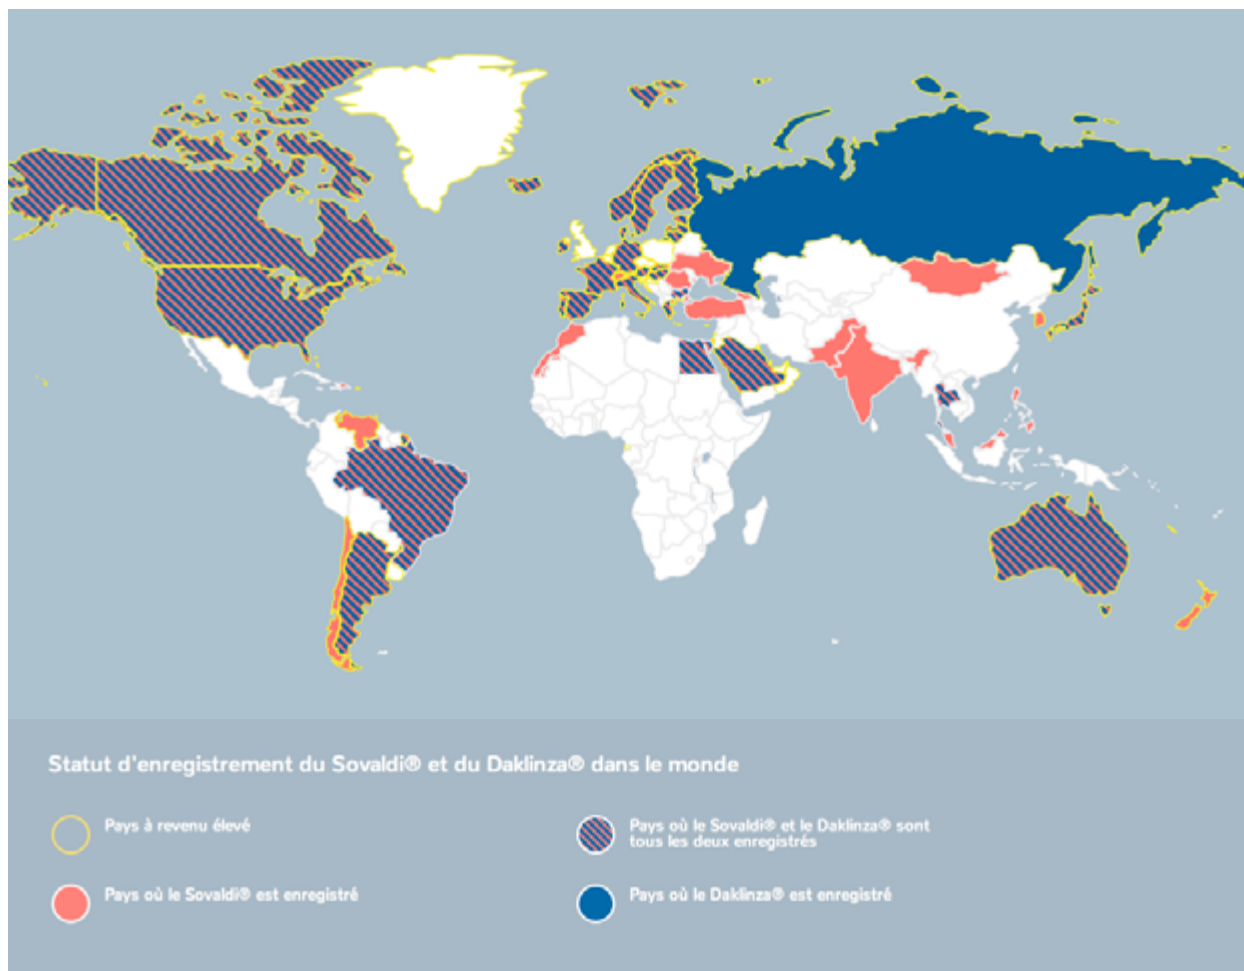 Statut d'enregistrement du Sovaldi® et du Daklinza® dans le monde
Pays à revenu élevé
Pays où le Sovaldi® est enregistré
Pays où le Sovaldi® et le Daklinza® sont
tous les deux enregistrés
Pays où le Daklinza® est enregistré